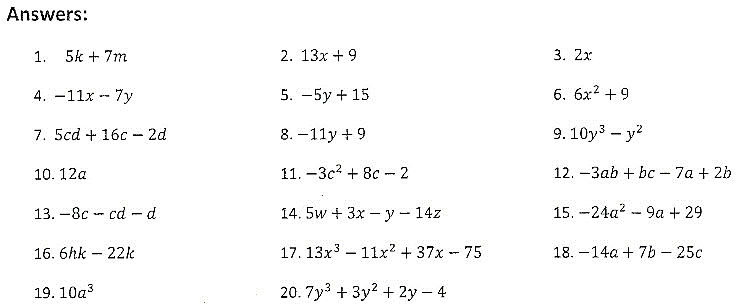 Answers:
1. 5k + 7m 2. 13x + 9 3. 2x
4. −11x − 7y 5. −5y + 15 6. 6x² + 9
7. 5cd + 16c − 2d 8. −11y + 9 9. 10y³ − y²
10. 12a 11. −3c² + 8c − 2 12. −3ab + bc − 7a + 2b
13. −8c − cd − d 14. 5w + 3x − y − 14z 15. −24a² − 9a + 29
16. 6hk − 22k 17. 13x³ − 11x² + 37x − 75 18. −14a + 7b − 25c
19. 10a³ 20. 7y³ + 3y² + 2y − 4